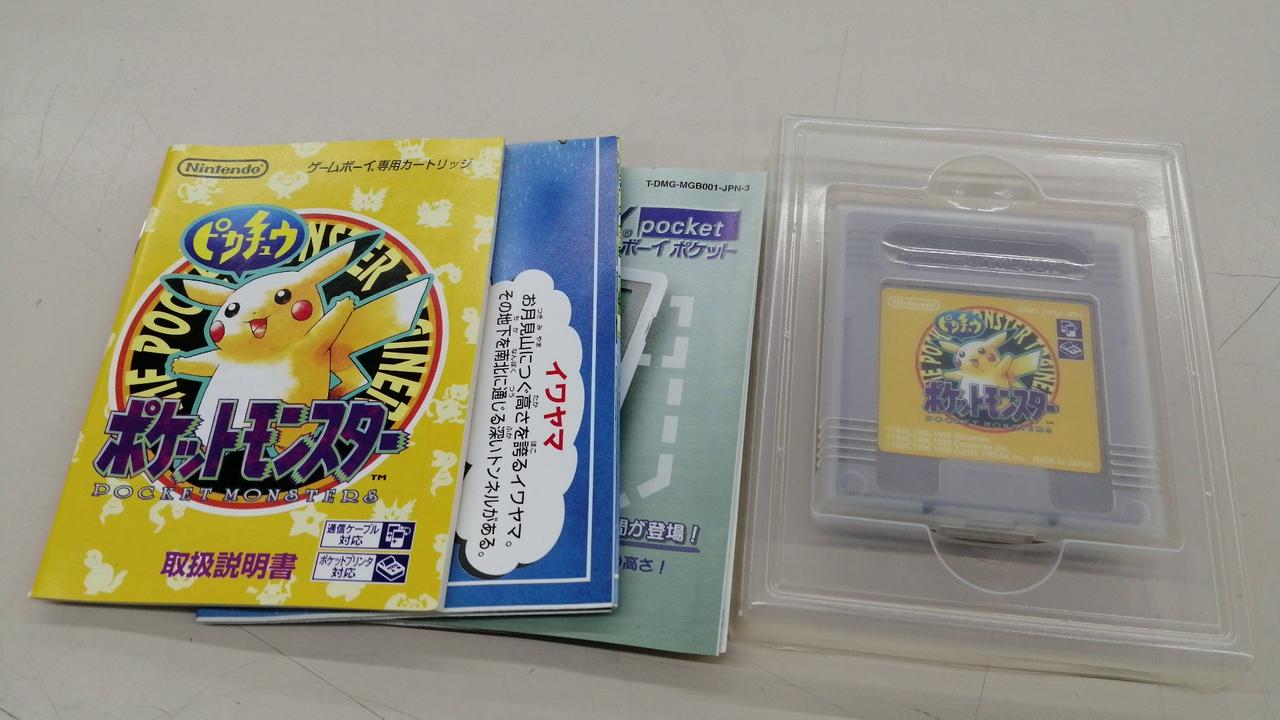 Nintendo
ゲームボーイ専用カートリッジ
ピカチュウ
ポケットモンスター™
POCKET MONSTERS
通信ケーブル
対応
取扱説明書
ポケットプリンタ
対応
イワヤマ
お月見山につぐ高さを誇るイワヤマ。
その地下を南北に通じる深いトンネルがある。
T-DMG-MGB001-JPN-3
pocket
ボーイポケット
が登場!
高さ!
Nintendo
ピカチュウ
ポケットモンスター
POCKET MONSTERS
MADE IN JAPAN